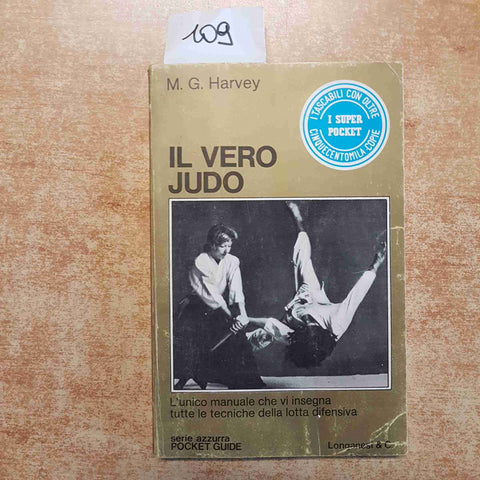 109
M. G. Harvey
I TASCABILI CON OLTRE
I SUPER
POCKET
CINQUECENTOMILA COPIE
IL VERO
JUDO
L'unico manuale che vi insegna
tutte le tecniche della lotta difensiva
serie azzurra
POCKET GUIDE
Longanesi & C